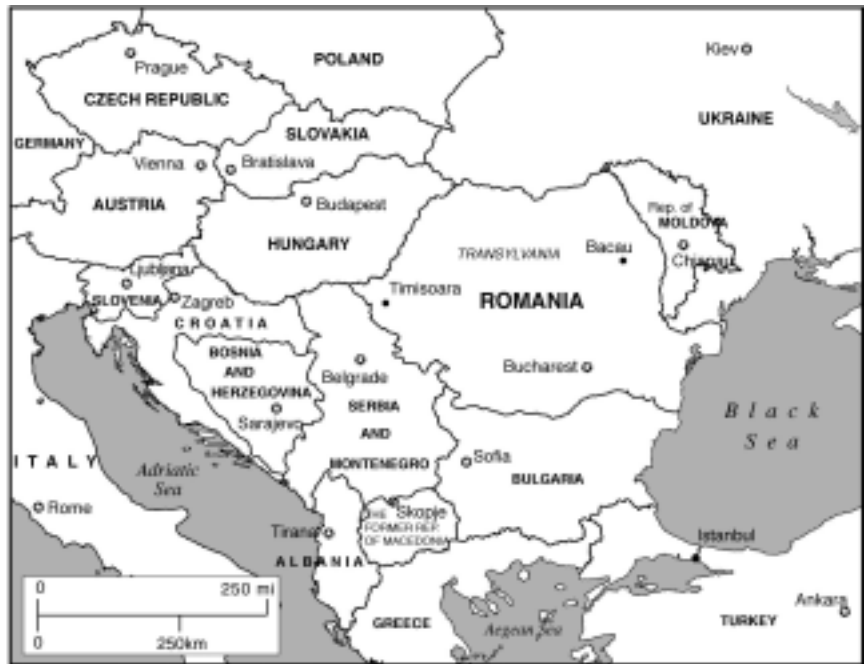 POLAND
Kiev
Prague
CZECH REPUBLIC
UKRAINE
SLOVAKIA
GERMANY
Vienna
Bratislava
AUSTRIA
Budapest
Rep. of
MOLDOVA
HUNGARY
TRANSYLVANIA
Bacau
Ljubljana
Timisoara
ROMANIA
SLOVENIA
Zagreb
CROATIA
BOSNIA
AND
HERZEGOVINA
Belgrade
Bucharest
SERBIA
AND
MONTENEGRO
Sarajevo
Black
Sea
ITALY
Adriatic
Sea
Sofia
BULGARIA
Rome
Skopje
THE
FORMER REP.
OF MACEDONIA
Tirana
ALBANIA
Istanbul
0 250 mi
0 250km
GREECE
Aegean Sea
TURKEY
Ankara